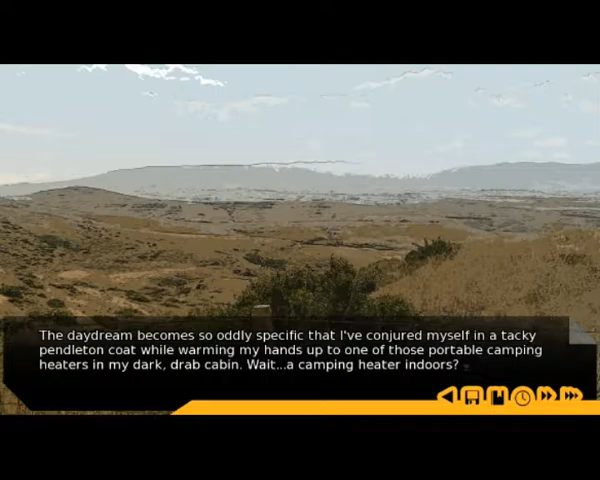 The daydream becomes so oddly specific that I've conjured myself in a tacky
pendleton coat while warming my hands up to one of those portable camping
heaters in my dark, drab cabin. Wait...a camping heater indoors?